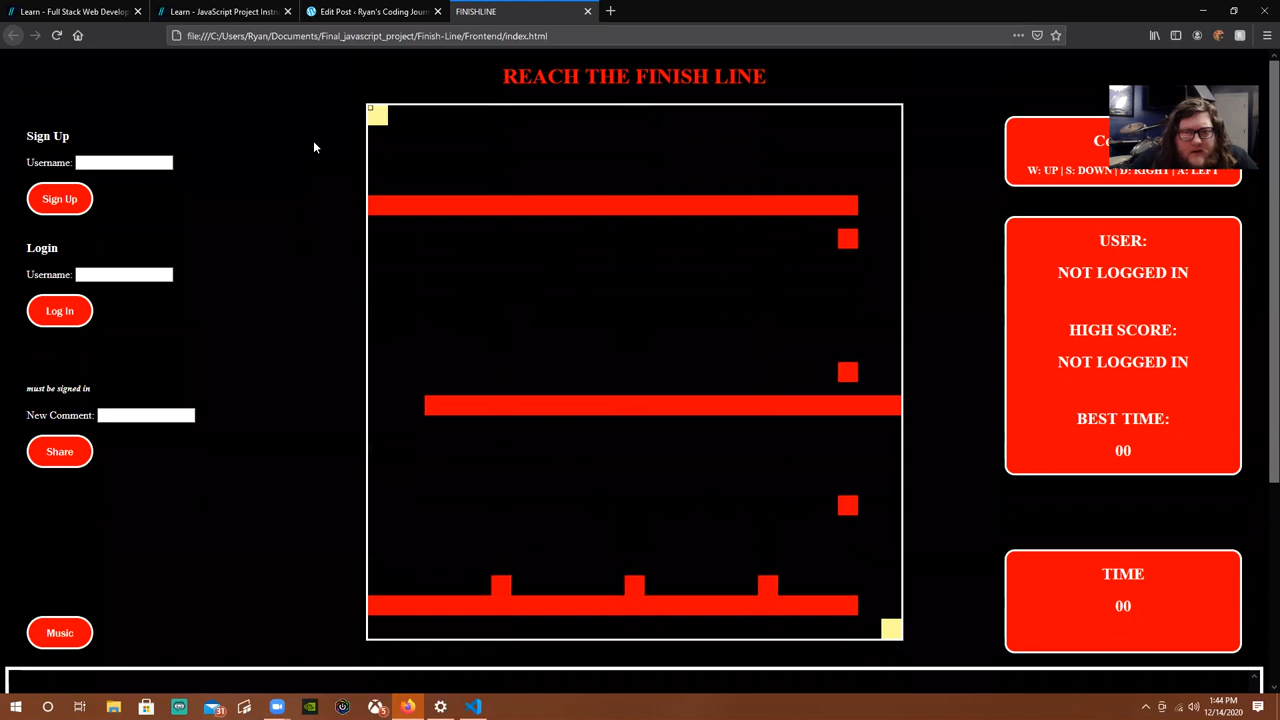 Learn - Full Stack Web Develop
Learn - JavaScript Project Instr
Edit Post ‹ Ryan's Coding Journ
FINISHLINE
file:///C:/Users/Ryan/Documents/Final_javascript_project/Finish-Line/Frontend/index.html
REACH THE FINISH LINE
Sign Up
Username:
Sign Up
Login
Username:
Log In
must be signed in
New Comment:
Share
Music
W: UP | S: DOWN | D: RIGHT | A: LEFT
USER:
NOT LOGGED IN
HIGH SCORE:
NOT LOGGED IN
BEST TIME:
00
TIME
00
31
5
1:44 PM
12/14/2020